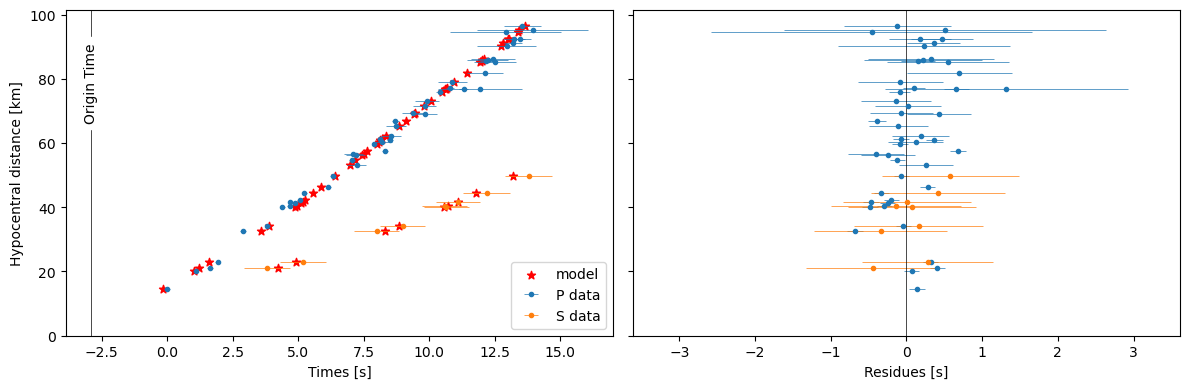 100
80
60
40
20
0
Hypocentral distance [km]
Origin Time
model
P data
S data
−2.5 0.0 2.5 5.0 7.5 10.0 12.5 15.0
Times [s]
−3 −2 −1 0 1 2 3
Residues [s]